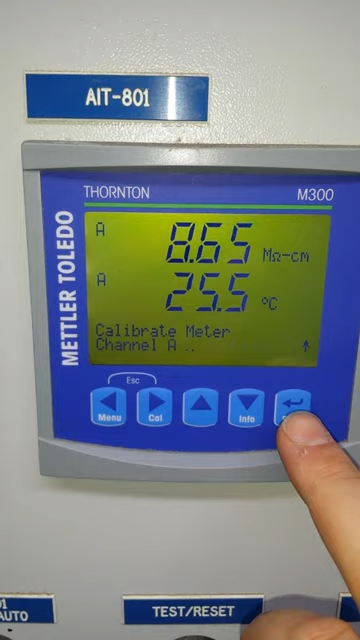 AIT-801
THORNTON M300
METTLER TOLEDO
A 8.65 MΩ-cm
A 25.5 °C
Calibrate Meter
Channel A .. ↑
Esc
Menu Cal Info
TEST/RESET
AUTO